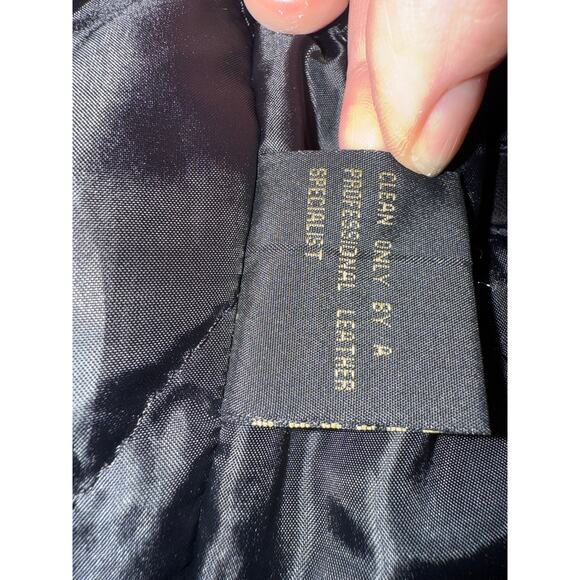 CLEAN ONLY BY A
PROFESSIONAL LEATHER
SPECIALIST